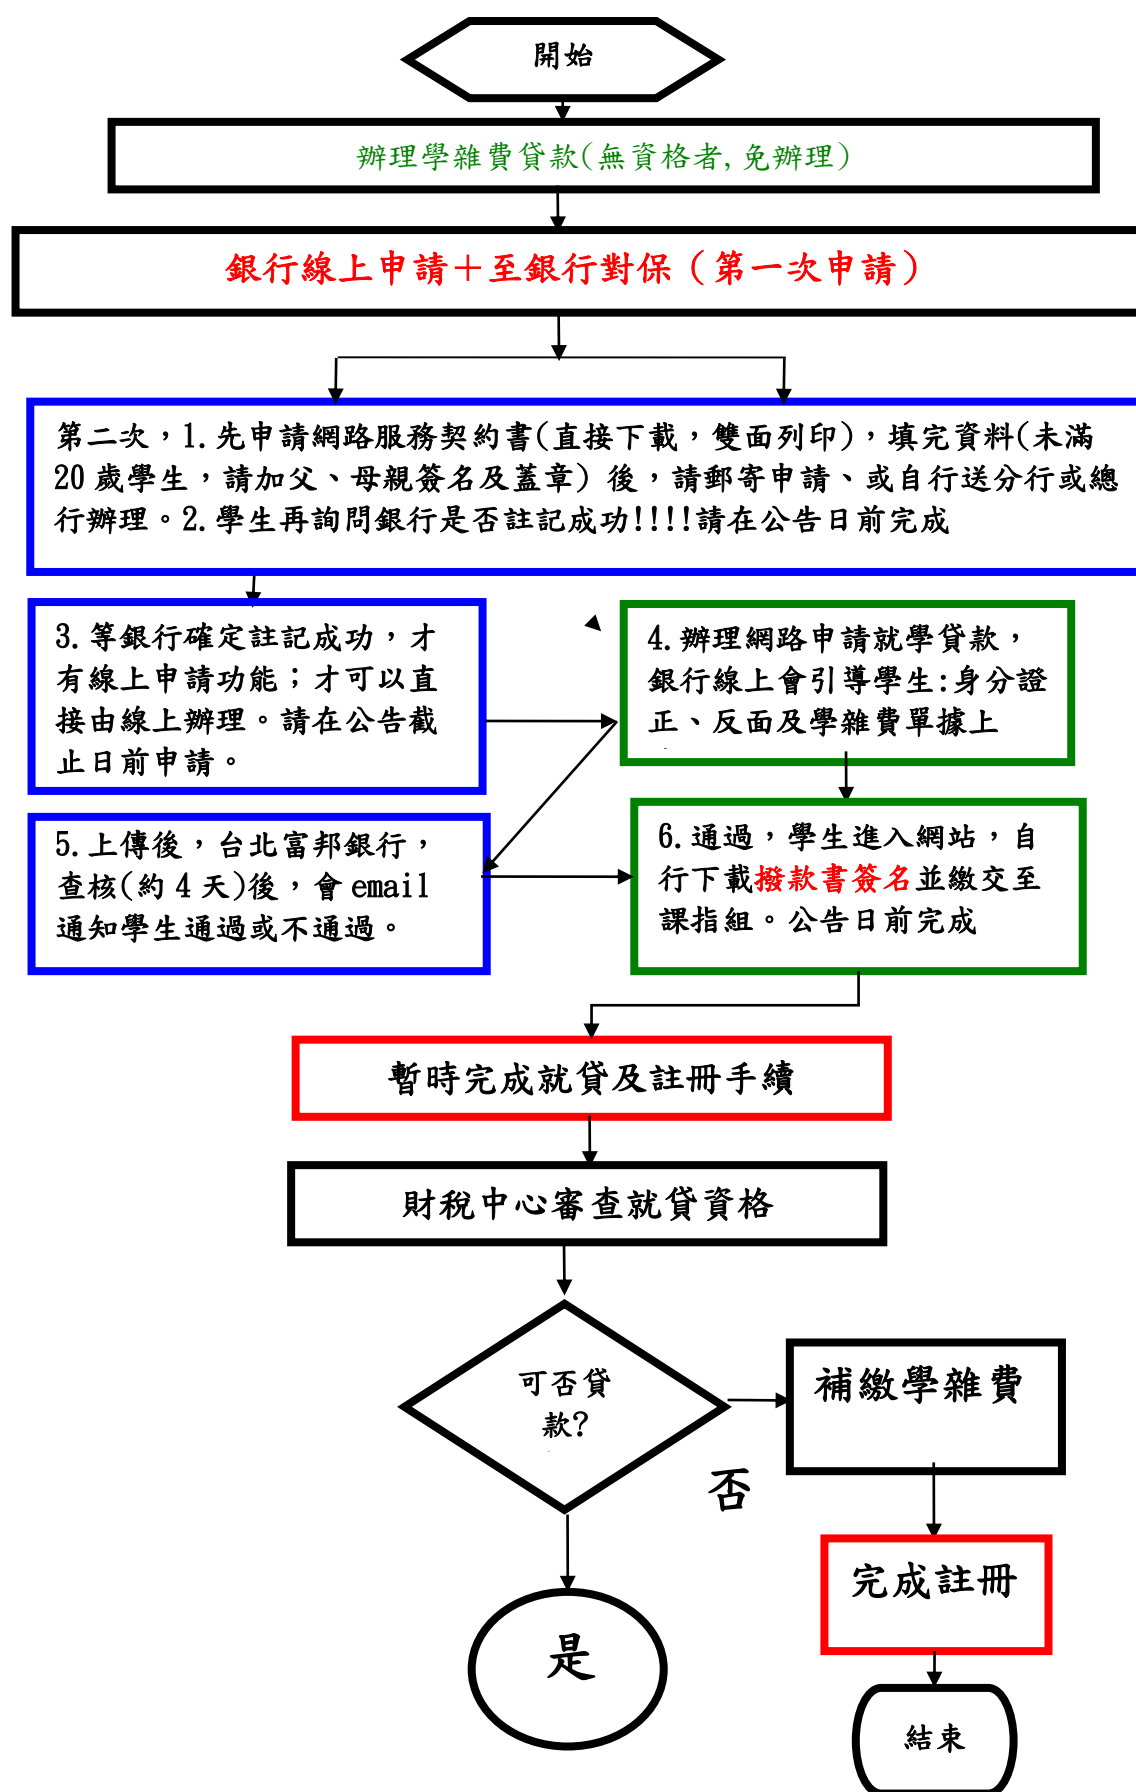 開始
辦理學雜費貸款(無資格者,免辦理)
銀行線上申請＋至銀行對保（第一次申請）
第二次，1.先申請網路服務契約書(直接下載，雙面列印)，填完資料(未滿
20歲學生，請加父、母親簽名及蓋章) 後，請郵寄申請、或自行送分行或總
行辦理。2.學生再詢問銀行是否註記成功!!!!請在公告日前完成
3.等銀行確定註記成功，才
有線上申請功能；才可以直
接由線上辦理。請在公告截
止日前申請。
4.辦理網路申請就學貸款，
銀行線上會引導學生:身分證
正、反面及學雜費單據上
5.上傳後，台北富邦銀行，
查核(約 4 天)後，會 email
通知學生通過或不通過。
6.通過，學生進入網站，自
行下載撥款書簽名並繳交至
課指組。公告日前完成
暫時完成就貸及註冊手續
財稅中心審查就貸資格
可否貸
款?
補繳學雜費
否
完成註冊
是
結束